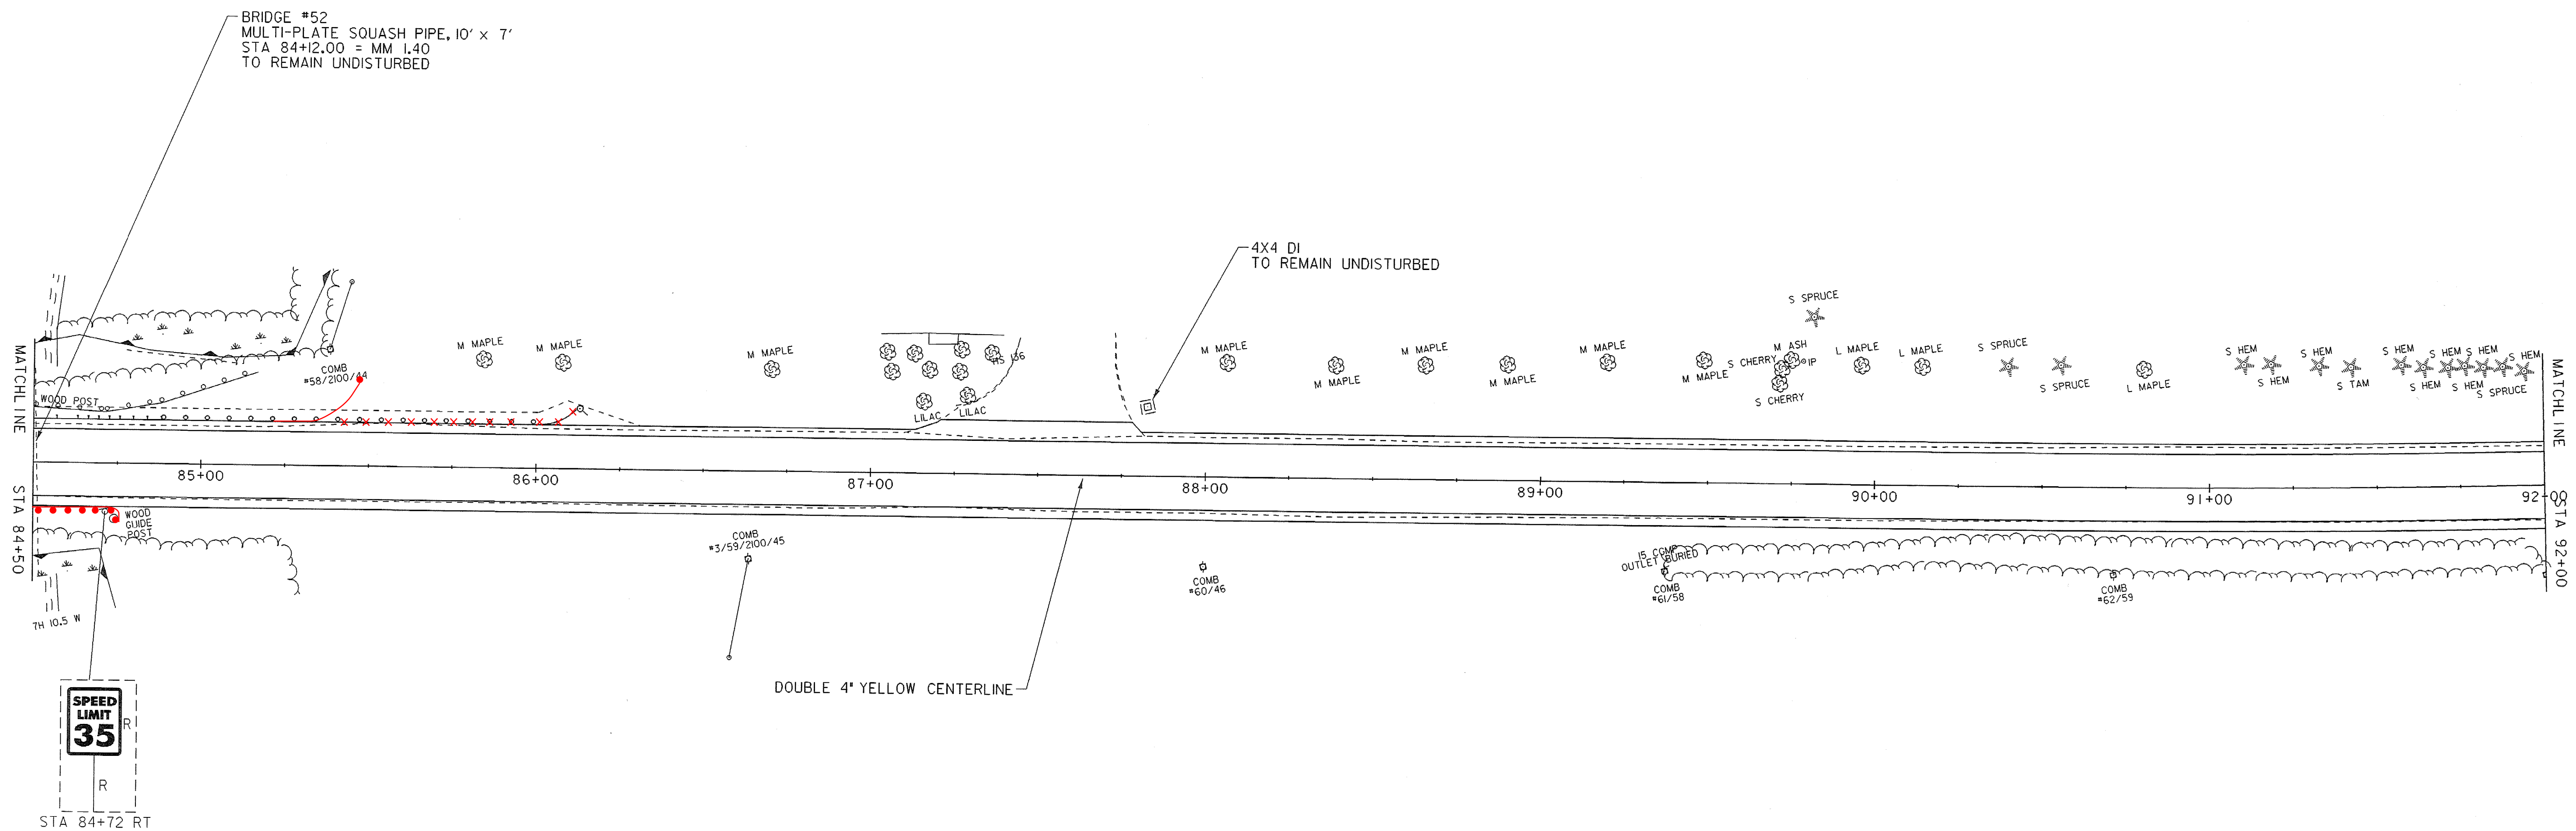 BRIDGE #52
MULTI-PLATE SQUASH PIPE, 10' x 7'
STA 84+12.00 = MM 1.40
TO REMAIN UNDISTURBED
4X4 DI
TO REMAIN UNDISTURBED
S SPRUCE
MATCHLINE
STA 84+50
COMB
#58/2100/44
WOOD POST
M MAPLE
M MAPLE
M MAPLE
HS 136
LILAC
LILAC
M MAPLE
M MAPLE
M MAPLE
M MAPLE
M MAPLE
M MAPLE
S CHERRY
M ASH
IP
S CHERRY
L MAPLE
L MAPLE
S SPRUCE
S SPRUCE
L MAPLE
S HEM
S HEM
S HEM
S TAM
S HEM
S HEM
S HEM
S HEM
S HEM
S SPRUCE
S HEM
MATCHLINE
STA 92+00
85+00
86+00
87+00
88+00
89+00
90+00
91+00
92+00
WOOD
GUIDE
POST
COMB
#3/59/2100/45
COMB
#60/46
15 CGMP
OUTLET BURIED
COMB
#61/58
COMB
#62/59
7H 10.5 W
DOUBLE 4" YELLOW CENTERLINE
SPEED
LIMIT
35
R
R
STA 84+72 RT